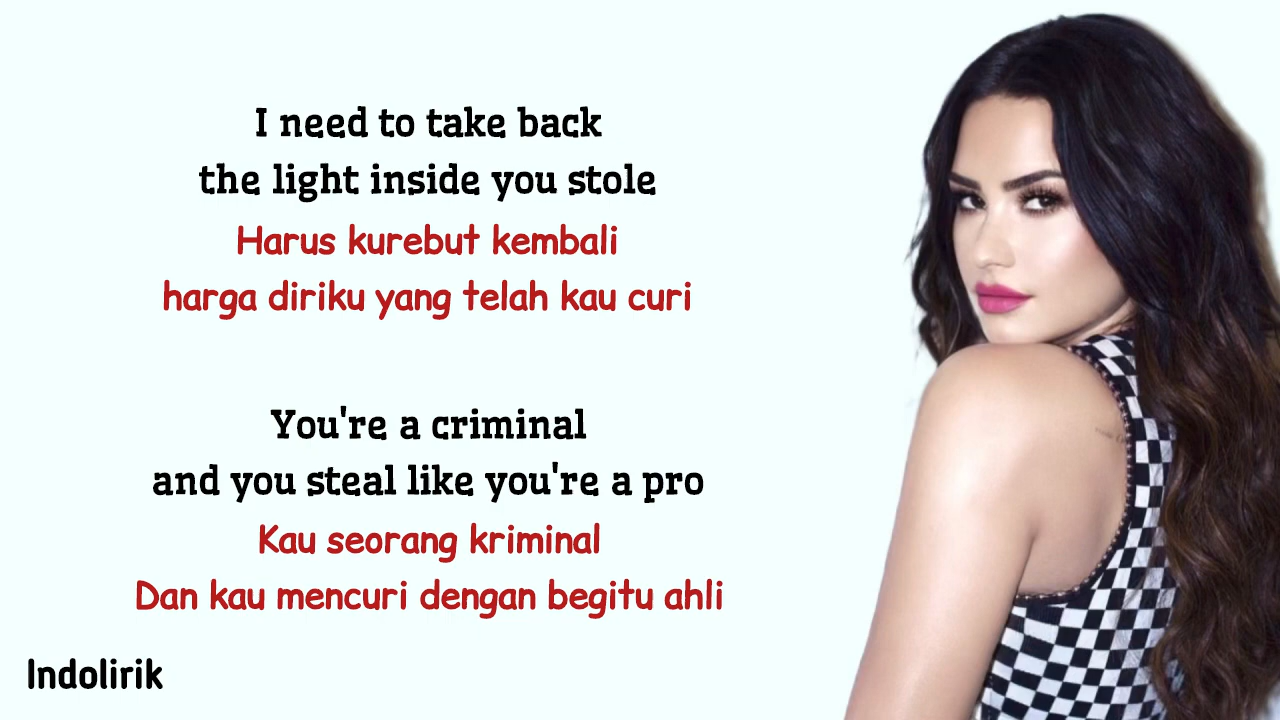 I need to take back
the light inside you stole
Harus kurebut kembali
harga diriku yang telah kau curi
You're a criminal
and you steal like you're a pro
Kau seorang kriminal
Dan kau mencuri dengan begitu ahli
Indolirik